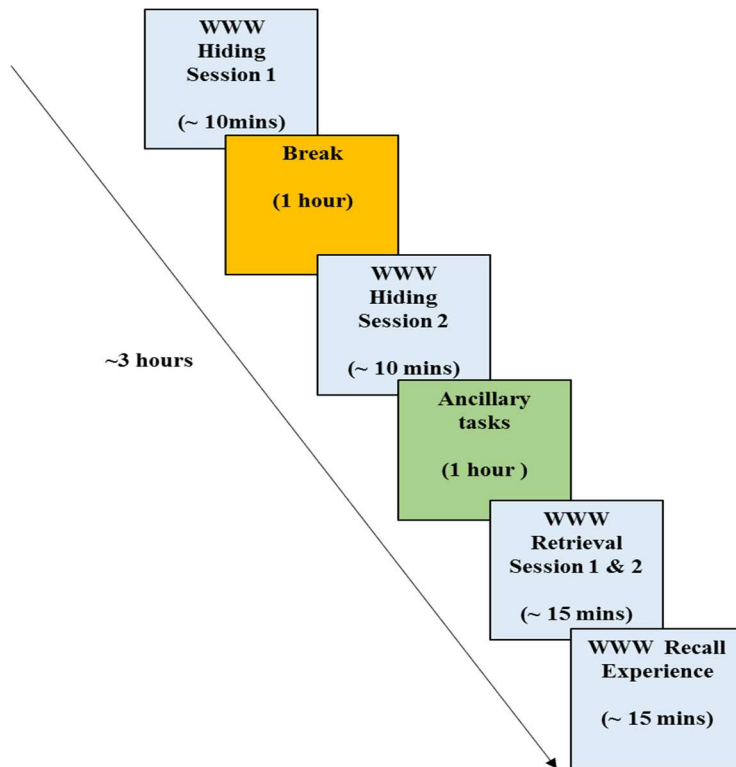 WWW
Hiding
Session 1
(~ 10mins)
Break
(1 hour)
WWW
Hiding
Session 2
(~ 10 mins)
~3 hours
Ancillary
tasks
(1 hour )
WWW
Retrieval
Session 1 & 2
(~ 15 mins)
WWW Recall
Experience
(~ 15 mins)